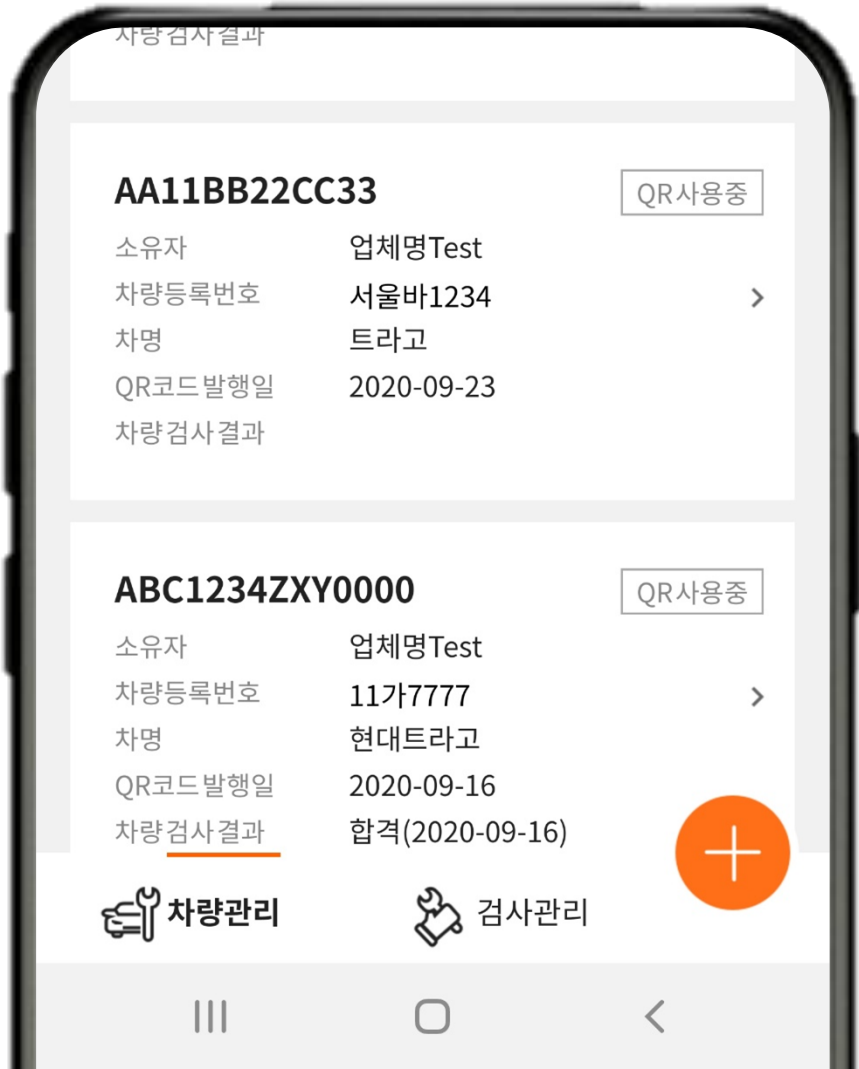 차량검사결과
AA11BB22CC33
QR사용중
소유자 업체명Test
차량등록번호 서울바1234
차명 트라고
QR코드발행일 2020-09-23
차량검사결과
ABC1234ZXY0000
QR사용중
소유자 업체명Test
차량등록번호 11가7777
차명 현대트라고
QR코드발행일 2020-09-16
차량검사결과 합격(2020-09-16)
차량관리 검사관리